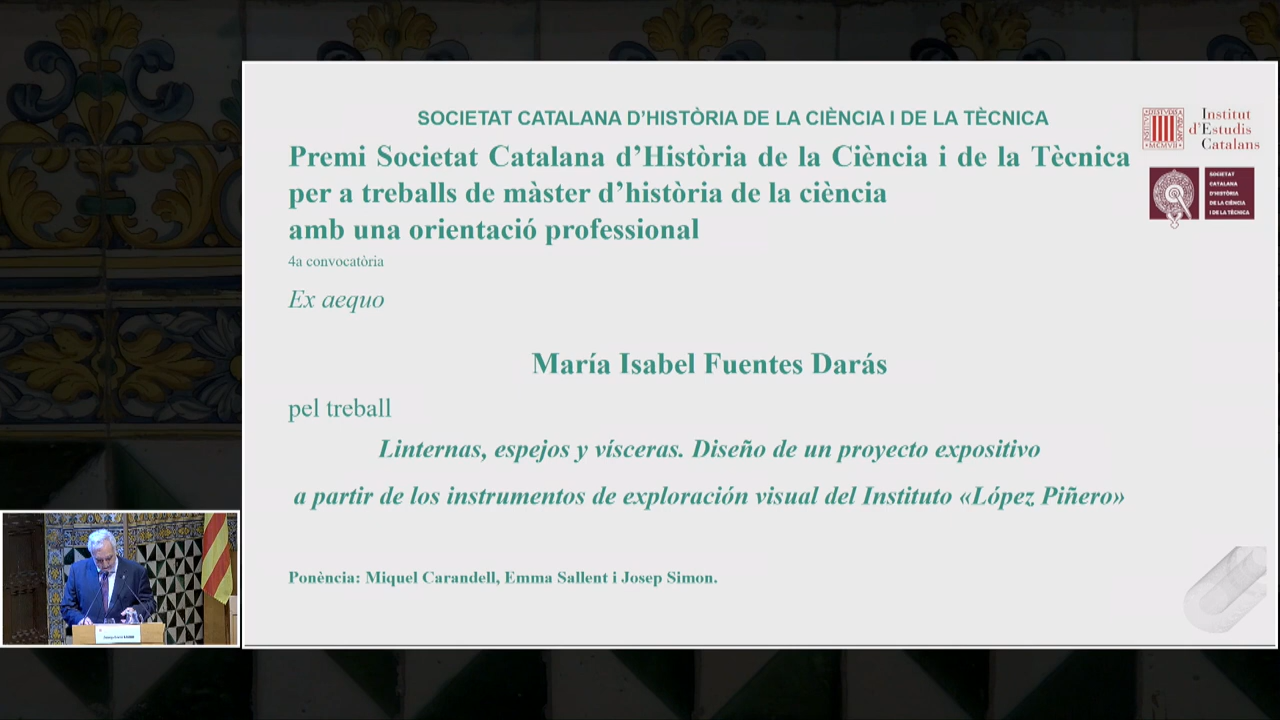 SOCIETAT CATALANA D'HISTÒRIA DE LA CIÈNCIA I DE LA TÈCNICA
Premi Societat Catalana d'Història de la Ciència i de la Tècnica
per a treballs de màster d'història de la ciència
amb una orientació professional
4a convocatòria
Ex aequo
María Isabel Fuentes Darás
pel treball
Linternas, espejos y vísceras. Diseño de un proyecto expositivo
a partir de los instrumentos de exploración visual del Instituto «López Piñero»
Ponència: Miquel Carandell, Emma Sallent i Josep Simon.
Institut
d'Estudis
Catalans
SOCIETAT
CATALANA
D'HISTÒRIA
DE LA CIÈNCIA
I DE LA TÈCNICA